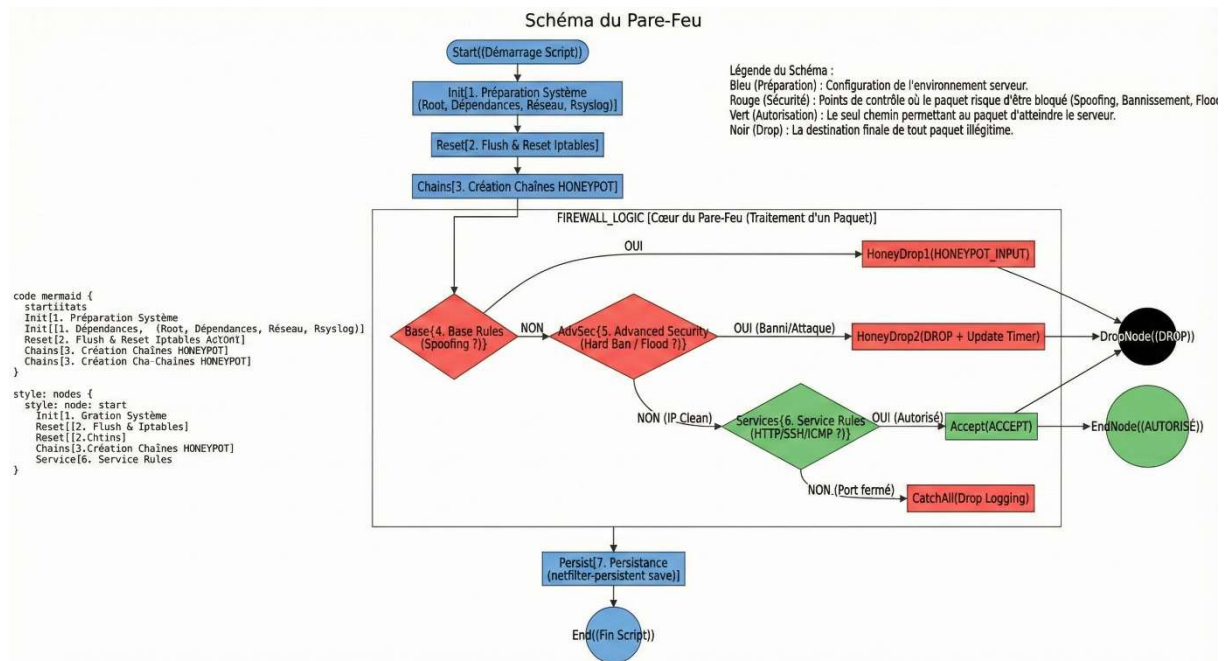 Schéma du Pare-Feu
Start((Démarrage Script))
Init[1. Préparation Système
(Root, Dépendances, Réseau, Rsyslog)]
Reset[2. Flush & Reset Iptables]
Chains[3. Création Chaînes HONEYPOT]
Légende du Schéma :
Bleu (Préparation) : Configuration de l'environnement serveur.
Rouge (Sécurité) : Points de contrôle où le paquet risque d'être bloqué (Spoofing, Bannissement, Flood
Vert (Autorisation) : Le seul chemin permettant au paquet d'atteindre le serveur.
Noir (Drop) : La destination finale de tout paquet illégitime.
FIREWALL_LOGIC [Cœur du Pare-Feu (Traitement d'un Paquet)]
OUI
HoneyDrop1(HONEYPOT_INPUT)
Base{4. Base Rules
(Spoofing ?)}
NON
AdvSec{5. Advanced Security
(Hard Ban / Flood ?)}
OUI (Banni/Attaque)
HoneyDrop2(DROP + Update Timer)
DropNode((DROP))
NON (IP Clean)
Services{6. Service Rules
(HTTP/SSH/ICMP ?)}
OUI (Autorisé)
Accept(ACCEPT)
EndNode((AUTORISÉ))
NON (Port fermé)
CatchAll(Drop Logging)
code mermaid {
startiitats
Init[1. Préparation Système
Init[[1. Dépendances, (Root, Dépendances, Réseau, Rsyslog)]
Reset[2. Flush & Reset Iptables
Chains[3. Création Chaînes HONEYPOT]
Chains[3. Création Cha-Chaines HONEYPOT]
}
style: nodes {
style: node: start
Init[1. Gration Système
Reset[[2. Flush & Iptables]
Reset[[2.Chtins]
Chains[3.Création Chaînes HONEYPOT]
Service[6. Service Rules
}
Persist[7. Persistance
(netfilter-persistent save)]
End((Fin Script))